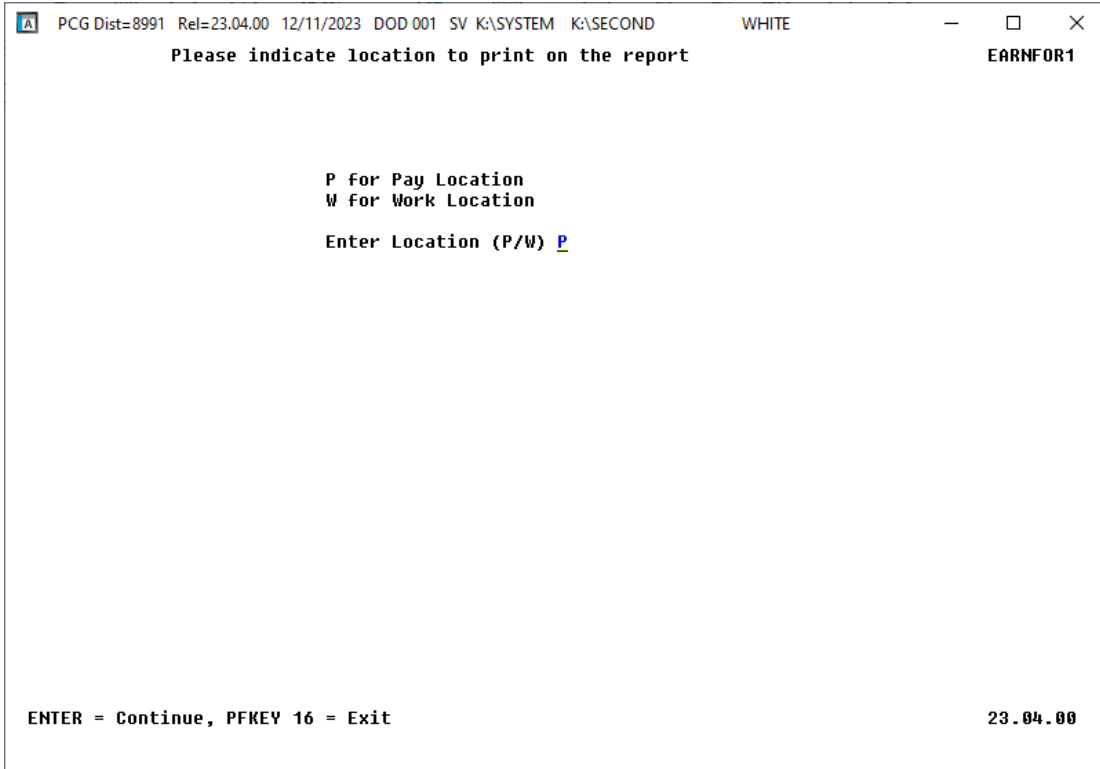 PCG Dist=8991 Rel=23.04.00 12/11/2023 DOD 001 SV K:\SYSTEM K:\SECOND WHITE
Please indicate location to print on the report EARNFOR1
P for Pay Location
W for Work Location
Enter Location (P/W) P
ENTER = Continue, PFKEY 16 = Exit 23.04.00